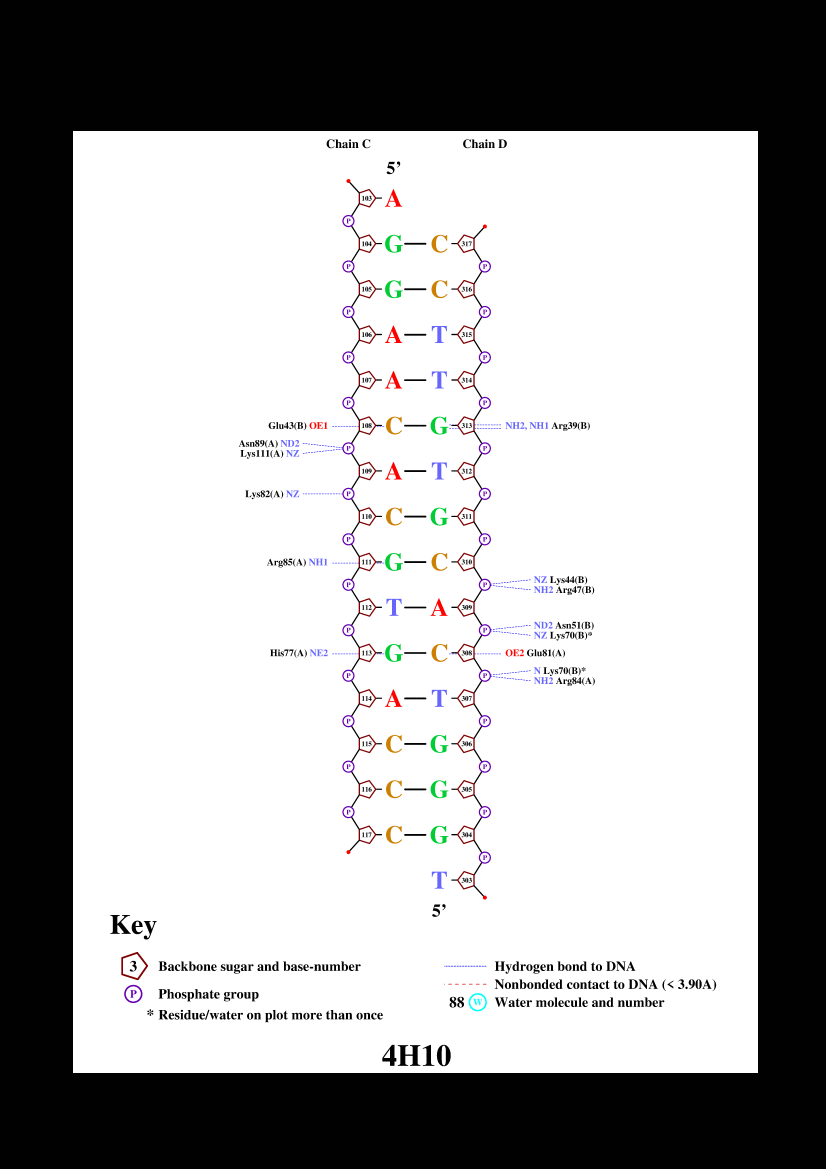 Chain C Chain D
5’
103 A
P
104 G C 317
P P
105 G C 316
P P
106 A T 315
P P
107 A T 314
P P
Glu43(B) OE1 108 C G 313 NH2, NH1 Arg39(B)
Asn89(A) ND2 P P
Lys111(A) NZ
109 A T 312
Lys82(A) NZ P P
110 C G 311
P P
Arg85(A) NH1 111 G C 310
P P NZ Lys44(B)
NH2 Arg47(B)
112 T A 309
P P ND2 Asn51(B)
NZ Lys70(B)*
His77(A) NE2 113 G C 308 OE2 Glu81(A)
P P N Lys70(B)*
NH2 Arg84(A)
114 A T 307
P P
115 C G 306
P P
116 C G 305
P P
117 C G 304
P
T 303
5’
Key
3 Backbone sugar and base-number
P Phosphate group
* Residue/water on plot more than once
Hydrogen bond to DNA
Nonbonded contact to DNA (< 3.90A)
88 W Water molecule and number
4H10